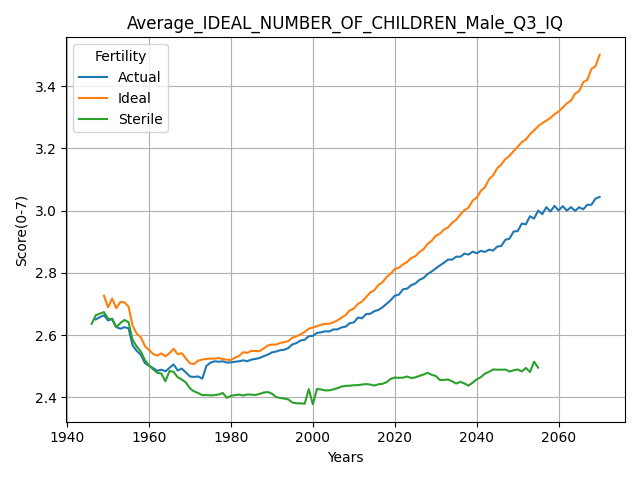 Average_IDEAL_NUMBER_OF_CHILDREN_Male_Q3_IQ
Fertility
Actual
Ideal
Sterile
Score(0-7)
3.4
3.2
3.0
2.8
2.6
2.4
1940 1960 1980 2000 2020 2040 2060
Years